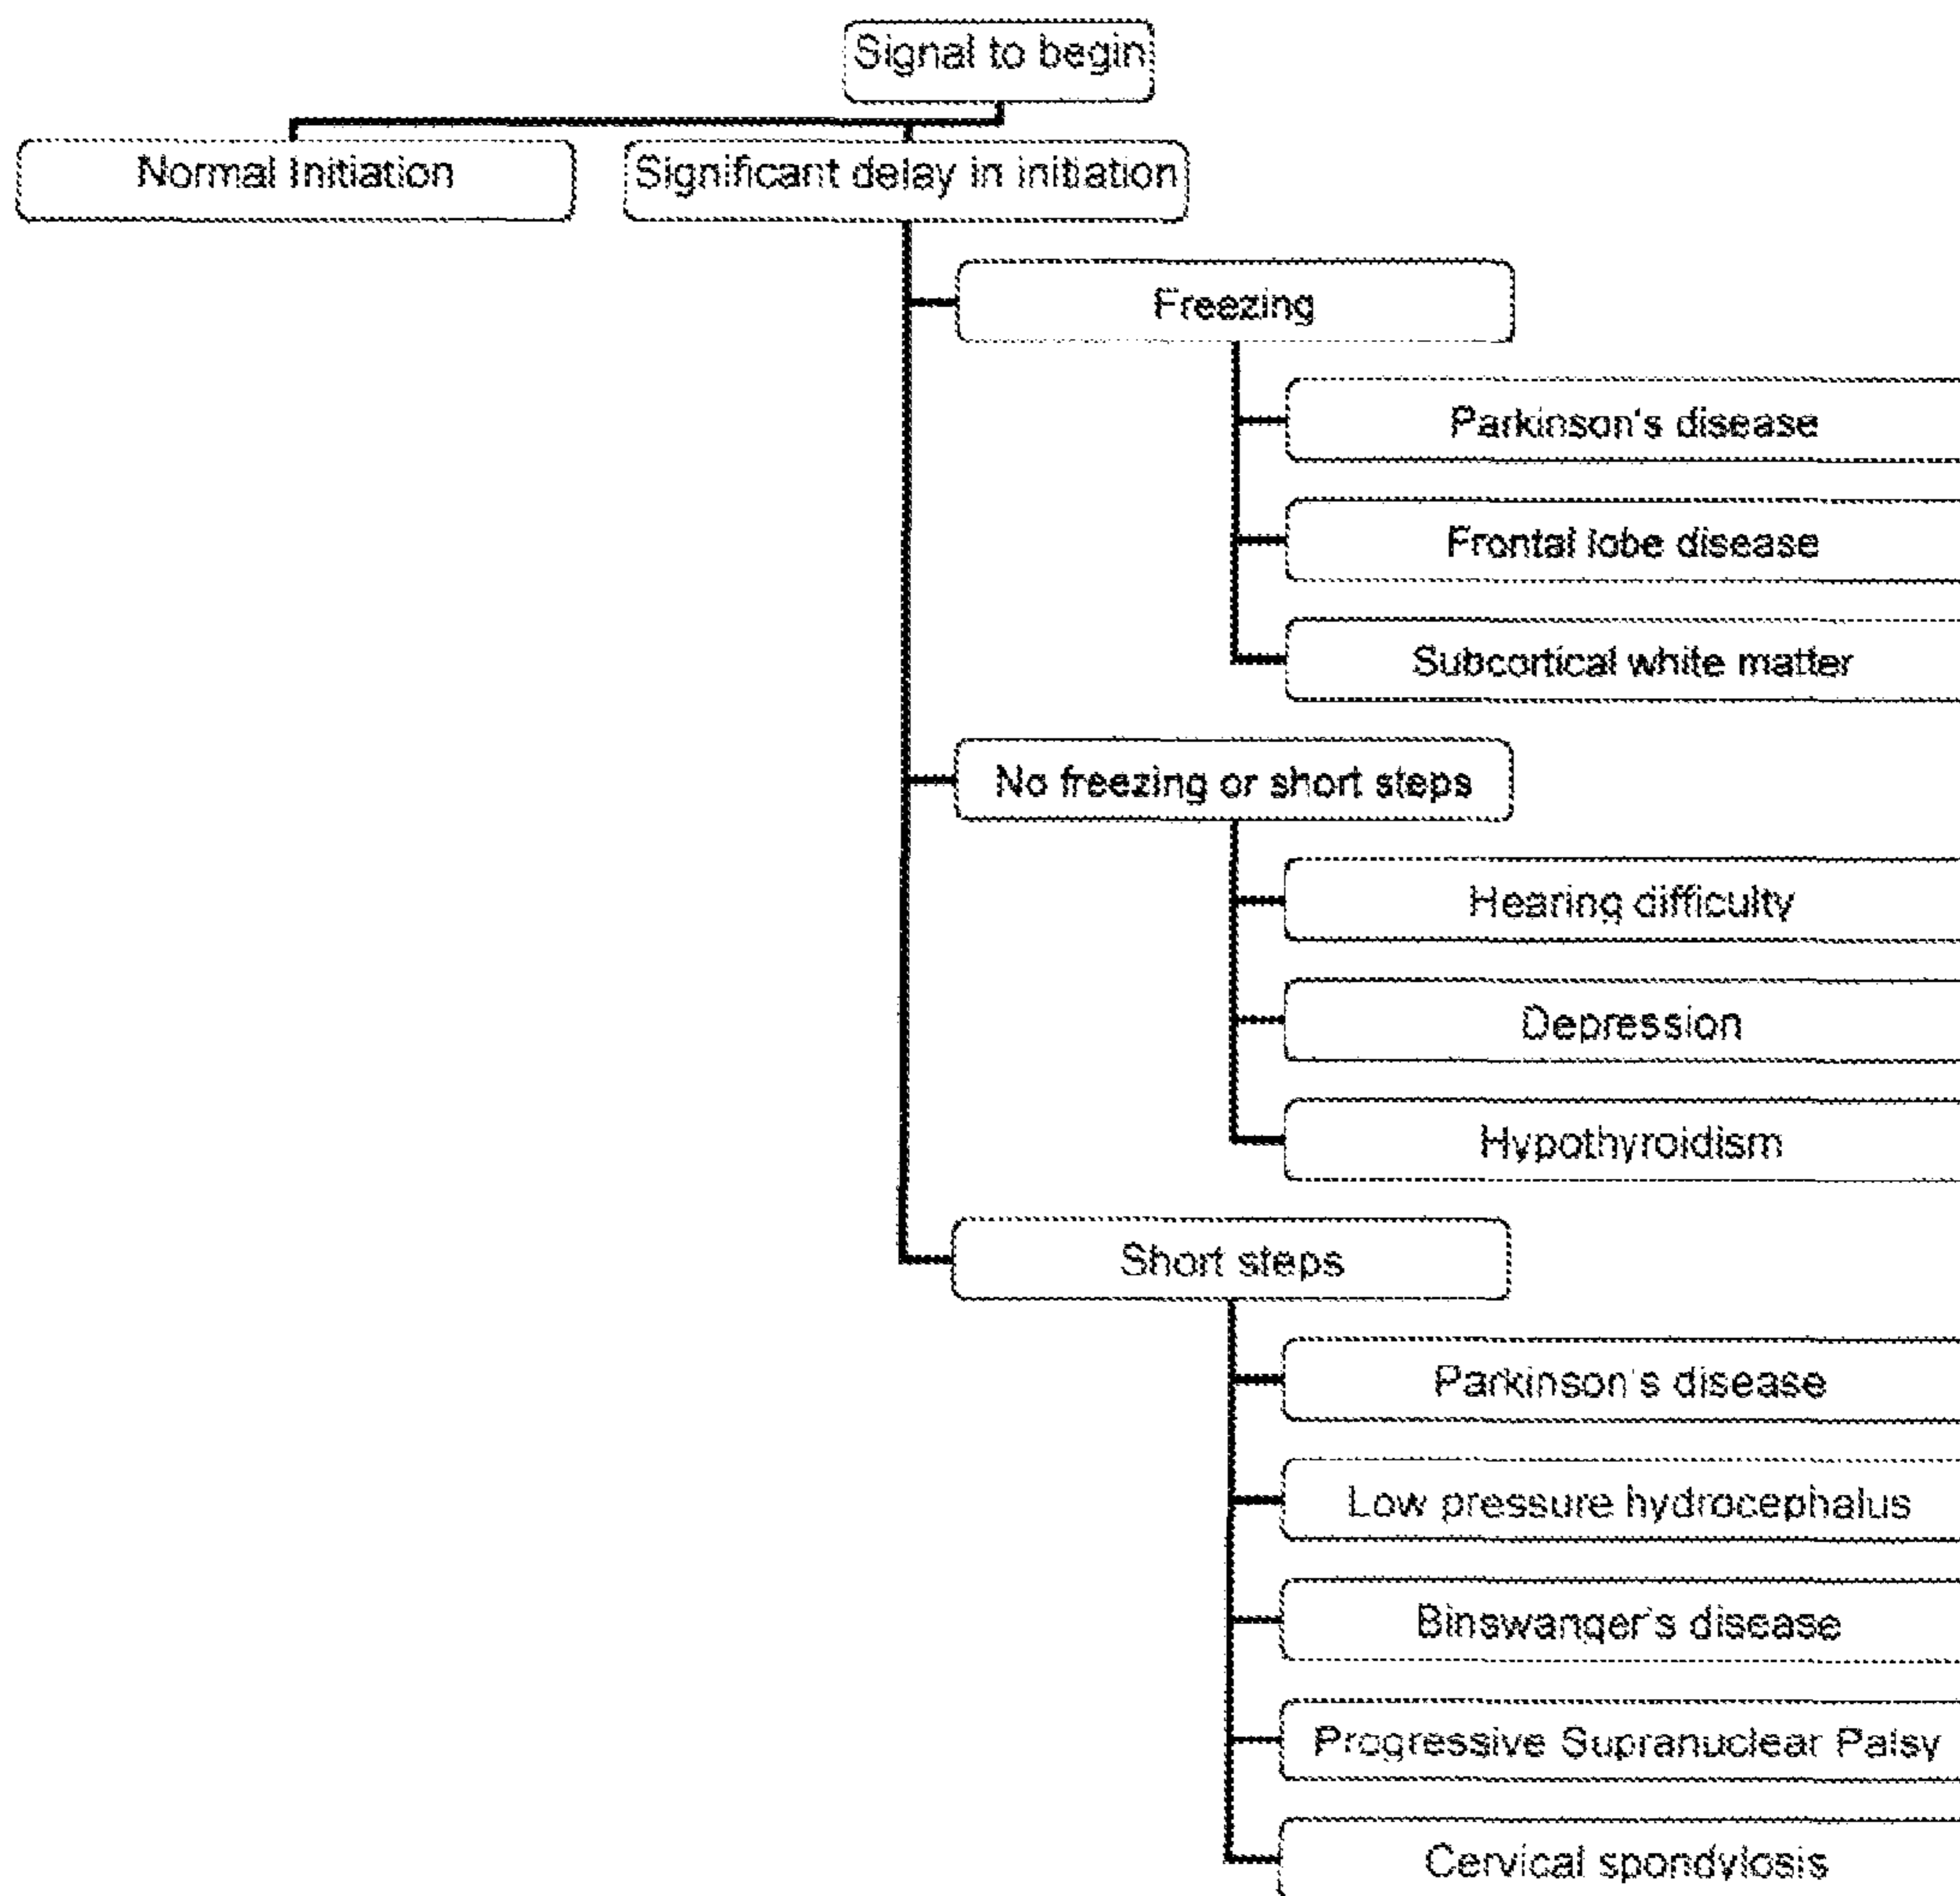 Signal to begin
Normal Initiation
Significant delay in initiation
Freezing
Parkinson's disease
Frontal lobe disease
Subcortical white matter
No freezing or short steps
Hearing difficulty
Depression
Hypothyroidism
Short steps
Parkinson's disease
Low pressure hydrocephalus
Binswanger's disease
Progressive Supranuclear Palsy
Cervical spondylosis